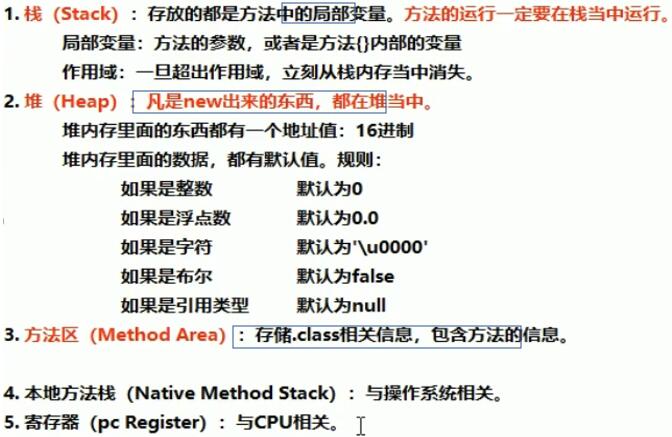 1. 栈（Stack）：存放的都是方法中的局部变量。方法的运行一定要在栈当中运行。
局部变量：方法的参数，或者是方法{}内部的变量
作用域：一旦超出作用域，立刻从栈内存当中消失。
2. 堆（Heap）：凡是new出来的东西，都在堆当中。
堆内存里面的东西都有一个地址值：16进制
堆内存里面的数据，都有默认值。规则：
如果是整数 默认为0
如果是浮点数 默认为0.0
如果是字符 默认为'\u0000'
如果是布尔 默认为false
如果是引用类型 默认为null
3. 方法区（Method Area）：存储.class相关信息，包含方法的信息。
4. 本地方法栈（Native Method Stack）：与操作系统相关。
5. 寄存器（pc Register）：与CPU相关。